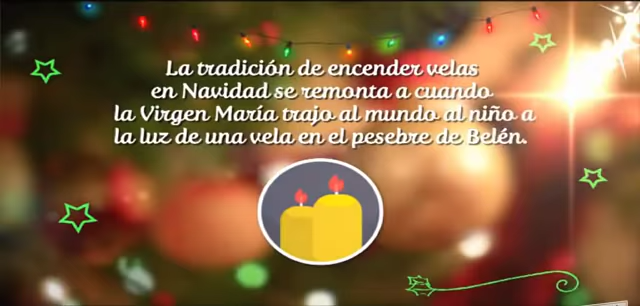 La tradición de encender velas
en Navidad se remonta a cuando
la Virgen María trajo al mundo al niño a
la luz de una vela en el pesebre de Belén.